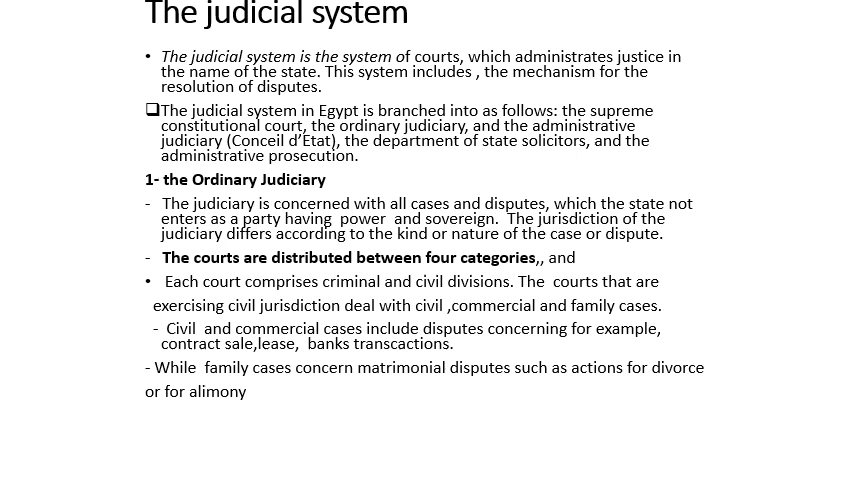 The judicial system
• The judicial system is the system of courts, which administrates justice in
the name of the state. This system includes , the mechanism for the
resolution of disputes.
❑The judicial system in Egypt is branched into as follows: the supreme
constitutional court, the ordinary judiciary, and the administrative
judiciary (Conceil d’Etat), the department of state solicitors, and the
administrative prosecution.
1- the Ordinary Judiciary
- The judiciary is concerned with all cases and disputes, which the state not
enters as a party having power and sovereign. The jurisdiction of the
judiciary differs according to the kind or nature of the case or dispute.
- The courts are distributed between four categories,, and
• Each court comprises criminal and civil divisions. The courts that are
exercising civil jurisdiction deal with civil ,commercial and family cases.
- Civil and commercial cases include disputes concerning for example,
contract sale,lease, banks transcactions.
- While family cases concern matrimonial disputes such as actions for divorce
or for alimony